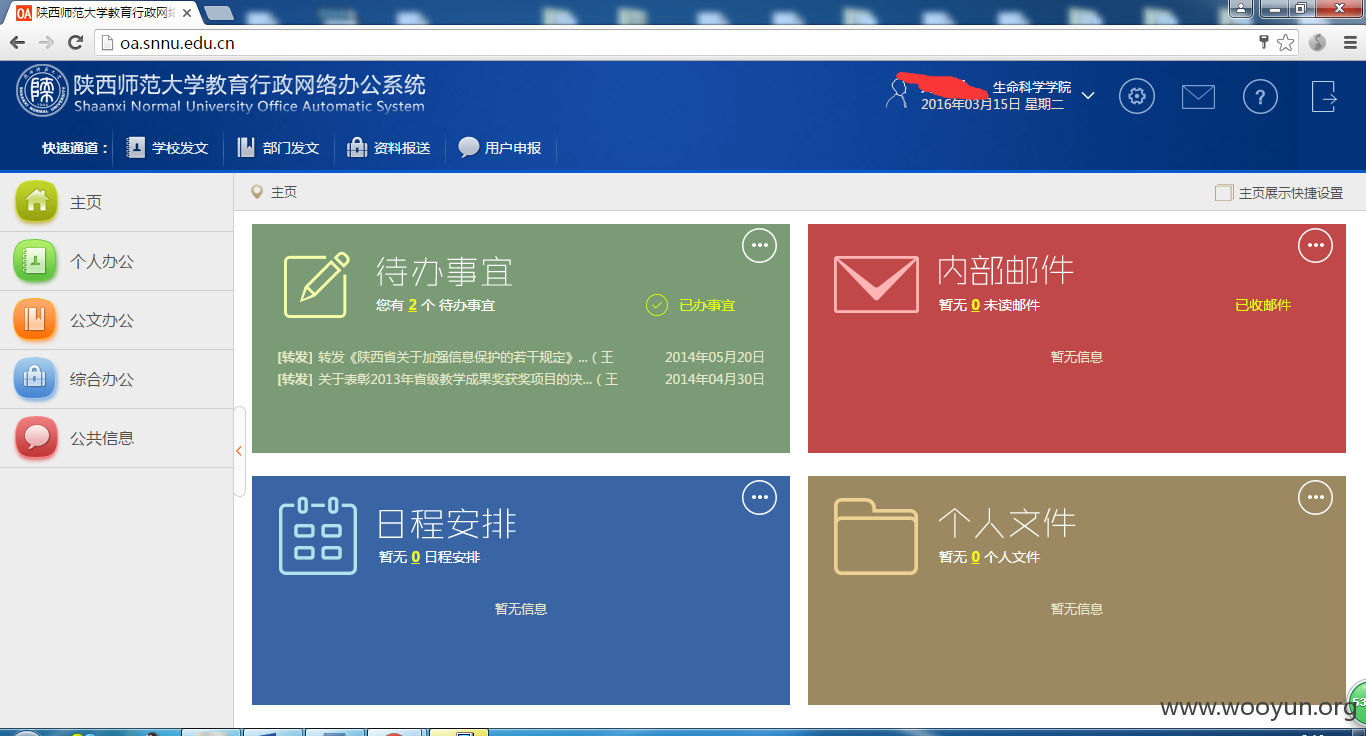 陕西师范大学教育行政网络
oa.snnu.edu.cn
陕西师范大学教育行政网络办公系统
Shaanxi Normal University Office Automatic System
生命科学学院
2016年03月15日 星期二
快速通道：
学校发文
部门发文
资料报送
用户申报
主页
个人办公
公文办公
综合办公
公共信息
主页
主页展示快捷设置
待办事宜
您有 2 个 待办事宜
已办事宜
[转发] 转发《陕西省关于加强信息保护的若干规定》...（ 王
2014年05月20日
[转发] 关于表彰2013年省级教学成果奖获奖项目的决...（ 王
2014年04月30日
内部邮件
暂无 0 未读邮件
已收邮件
暂无信息
日程安排
暂无 0 日程安排
暂无信息
个人文件
暂无 0 个人文件
暂无信息
www.wooyun.org